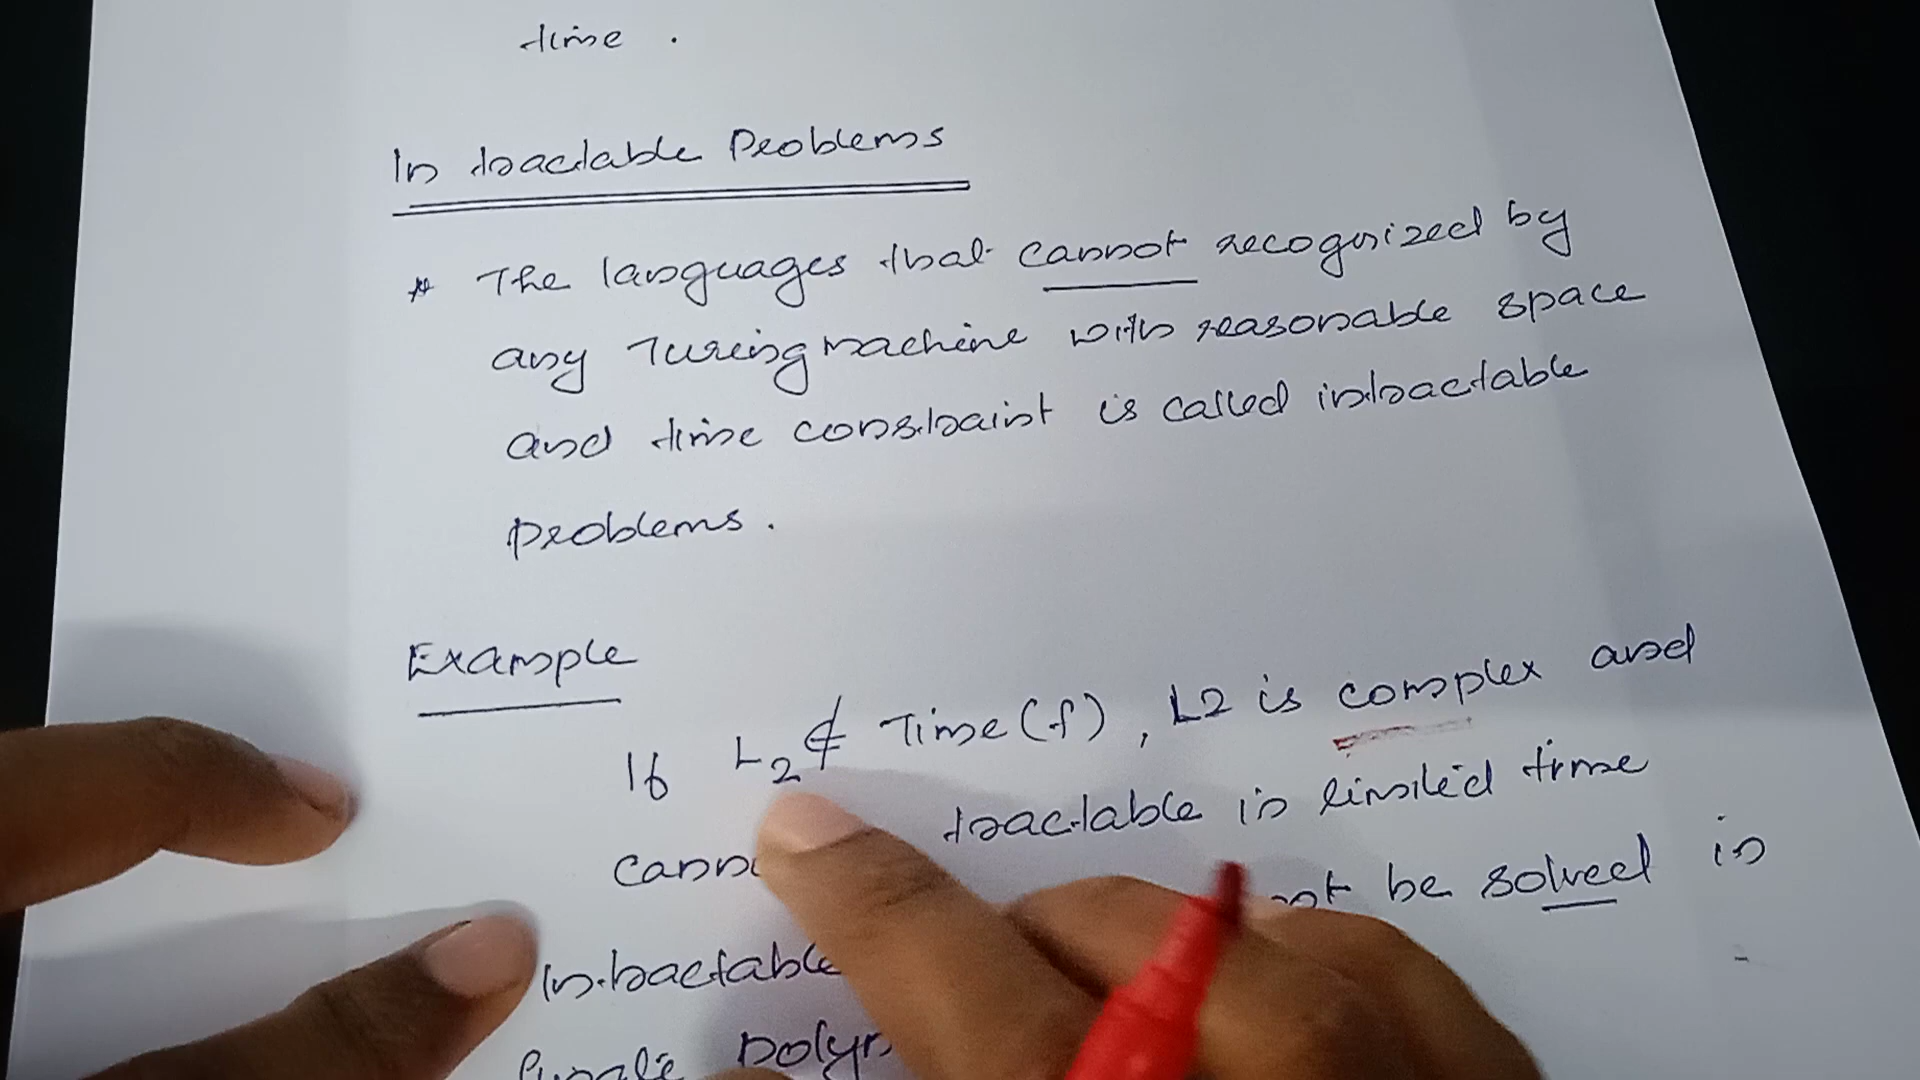 time .
Intractable Problems
* The languages that cannot recognized by
any Turing machine with reasonable space
and time constraint is called intractable
problems .
Example
If L2 ∉ Time (f) , L2 is complex and
tractable in limited time
be solved in
Intractable